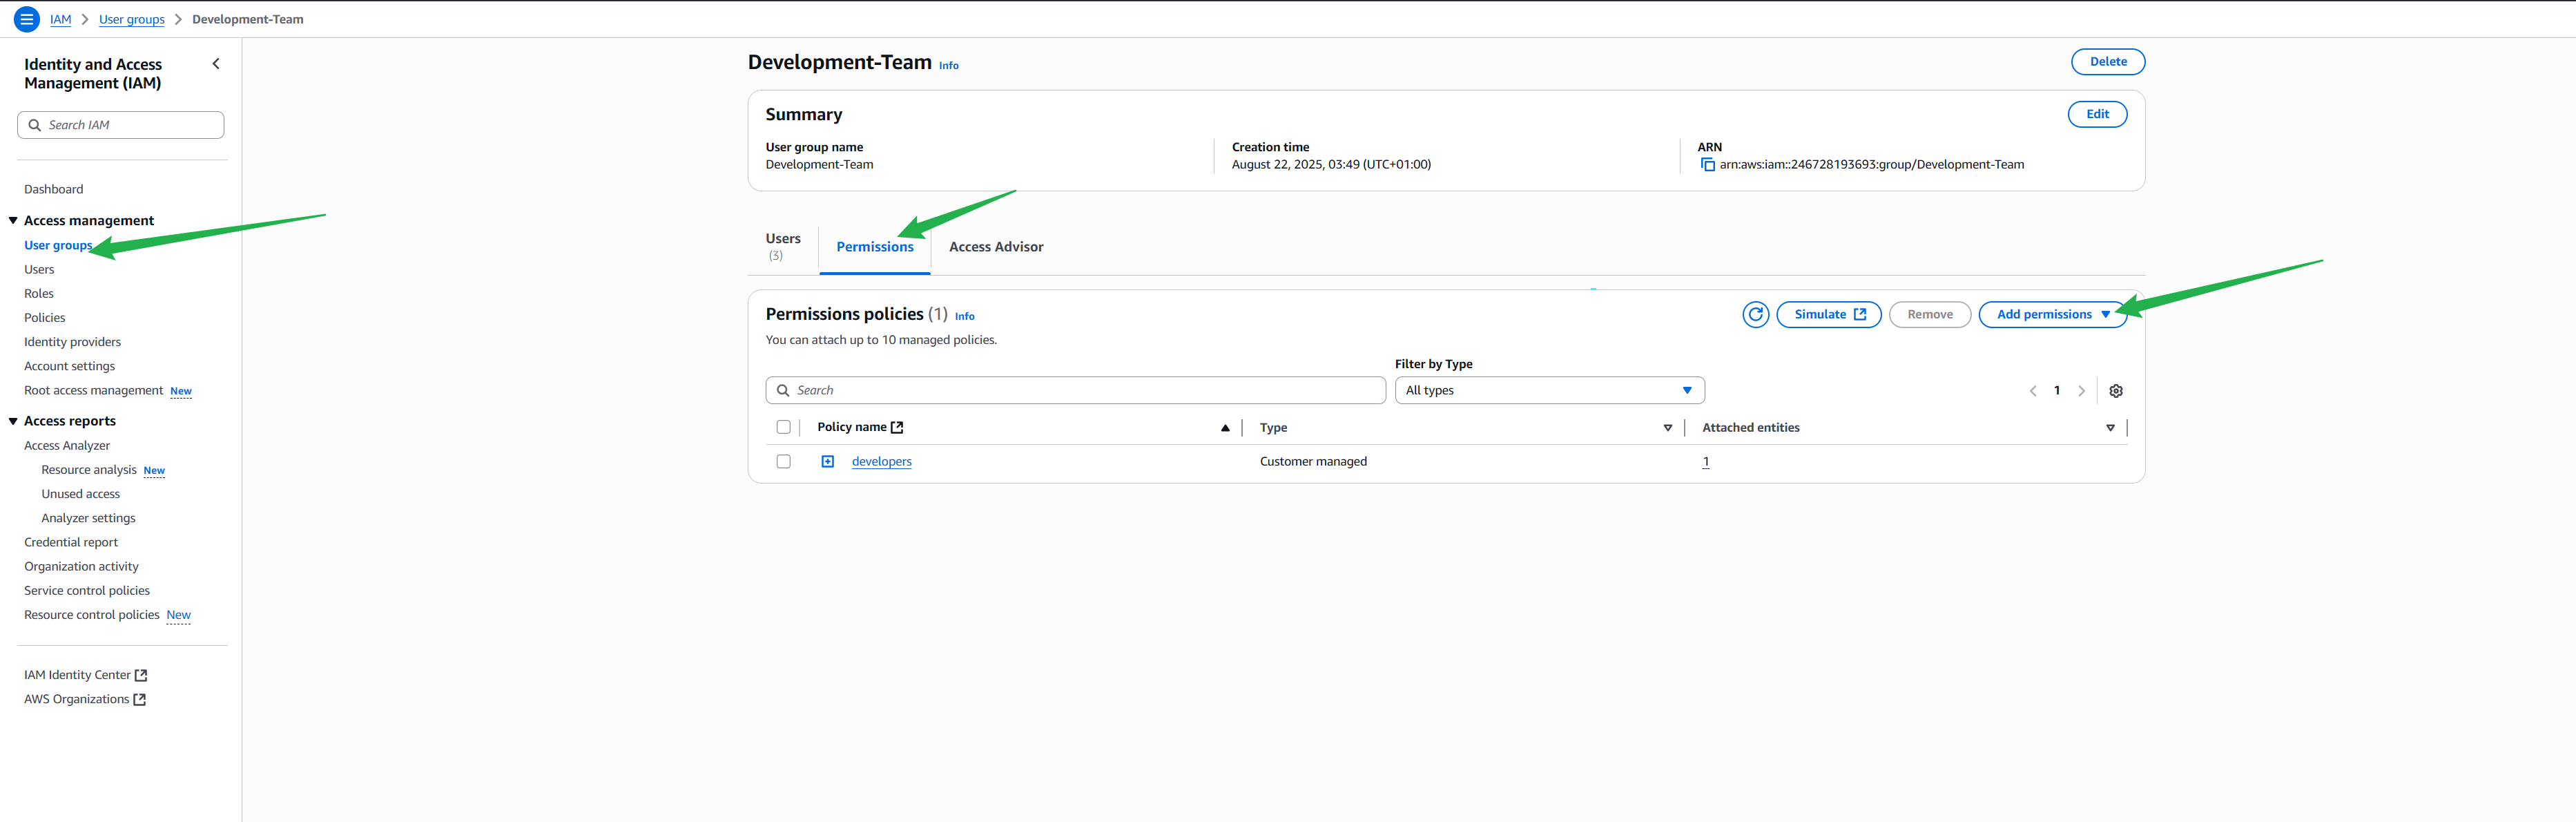 IAM > User groups > Development-Team
Identity and Access
Management (IAM)
Search IAM
Dashboard
Access management
User groups
Users
Roles
Policies
Identity providers
Account settings
Root access management New
Access reports
Access Analyzer
Resource analysis New
Unused access
Analyzer settings
Credential report
Organization activity
Service control policies
Resource control policies New
IAM Identity Center
AWS Organizations
Development-Team Info
Delete
Summary
Edit
User group name
Development-Team
Creation time
August 22, 2025, 03:49 (UTC+01:00)
ARN
arn:aws:iam::246728193693:group/Development-Team
Users
(3)
Permissions
Access Advisor
Permissions policies (1) Info
Simulate
Remove
Add permissions
You can attach up to 10 managed policies.
Filter by Type
Search
All types
1
Policy name Type Attached entities
developers Customer managed 1